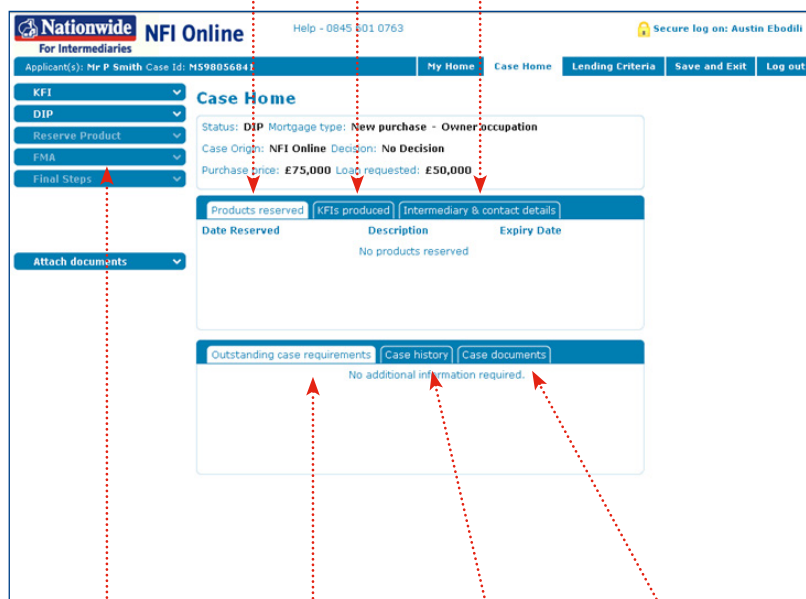 Nationwide
For Intermediaries
NFI Online
Help - 0845 601 0763
Secure log on: Austin Ebodili
Applicant(s): Mr P Smith Case Id: M598056841
My Home Case Home Lending Criteria Save and Exit Log out
KFI
DIP
Reserve Product
FMA
Final Steps
Attach documents
Case Home
Status: DIP Mortgage type: New purchase - Owner occupation
Case Origin: NFI Online Decision: No Decision
Purchase price: £75,000 Loan requested: £50,000
Products reserved KFIs produced Intermediary & contact details
Date Reserved Description Expiry Date
No products reserved
Outstanding case requirements Case history Case documents
No additional information required.